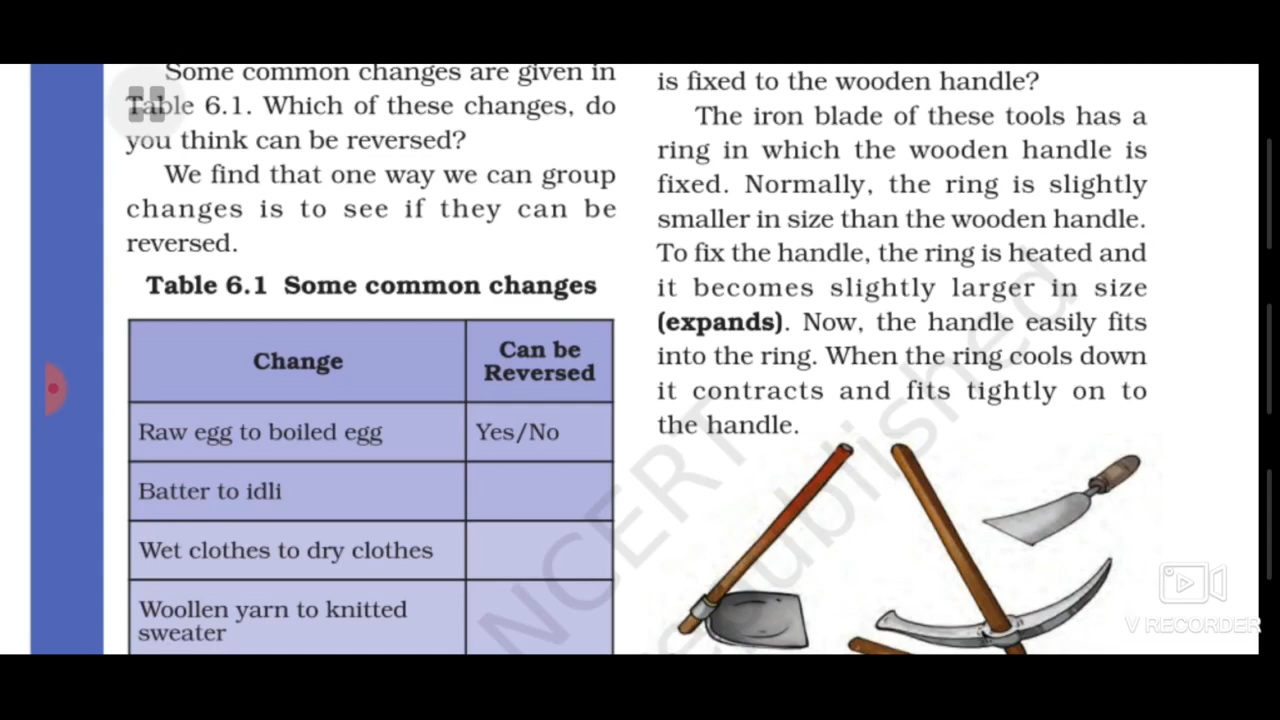 Some common changes are given in
Table 6.1. Which of these changes, do
you think can be reversed?
We find that one way we can group
changes is to see if they can be
reversed.
Table 6.1 Some common changes
Change
Can be
Reversed
Raw egg to boiled egg
Yes/No
Batter to idli
Wet clothes to dry clothes
Woollen yarn to knitted
sweater
is fixed to the wooden handle?
The iron blade of these tools has a
ring in which the wooden handle is
fixed. Normally, the ring is slightly
smaller in size than the wooden handle.
To fix the handle, the ring is heated and
it becomes slightly larger in size
(expands). Now, the handle easily fits
into the ring. When the ring cools down
it contracts and fits tightly on to
the handle.
NCERT
republished
V RECORDER